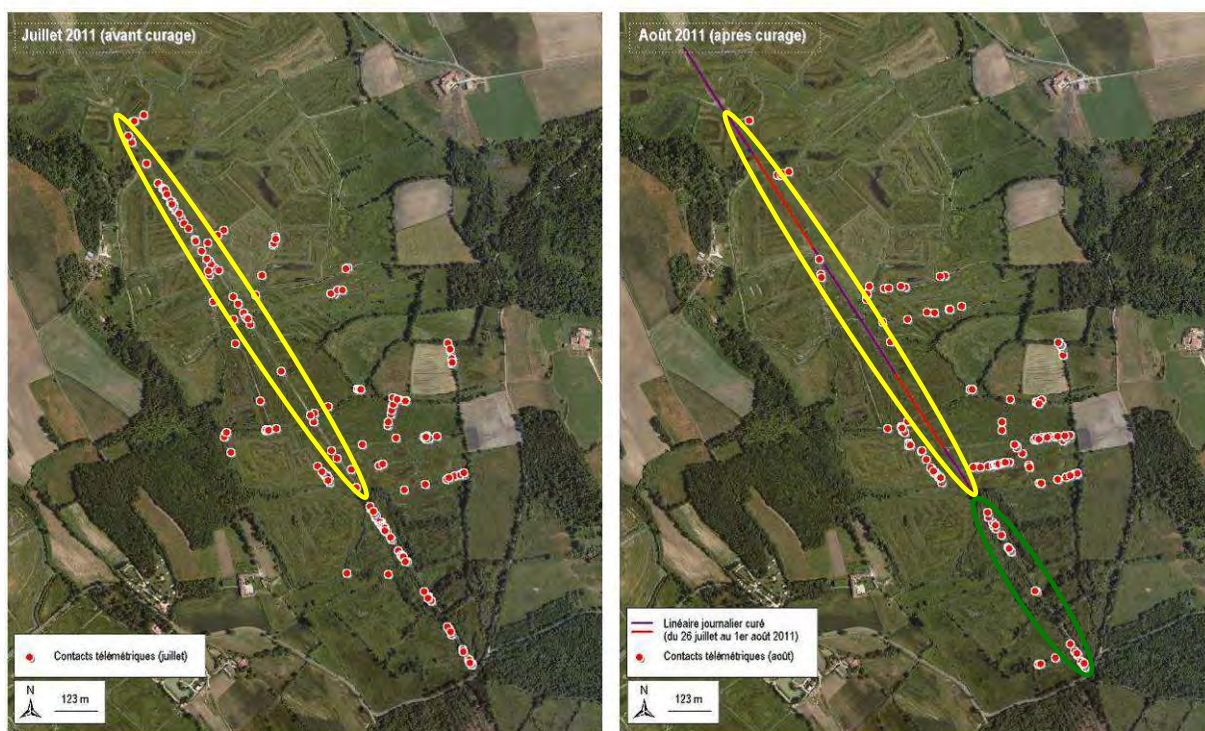 Juillet 2011 (avant curage)
Contacts télémétriques (juillet)
N
123 m
Août 2011 (après curage)
Linéaire journalier curé
(du 26 juillet au 1er août 2011)
Contacts télémétriques (août)
N
123 m